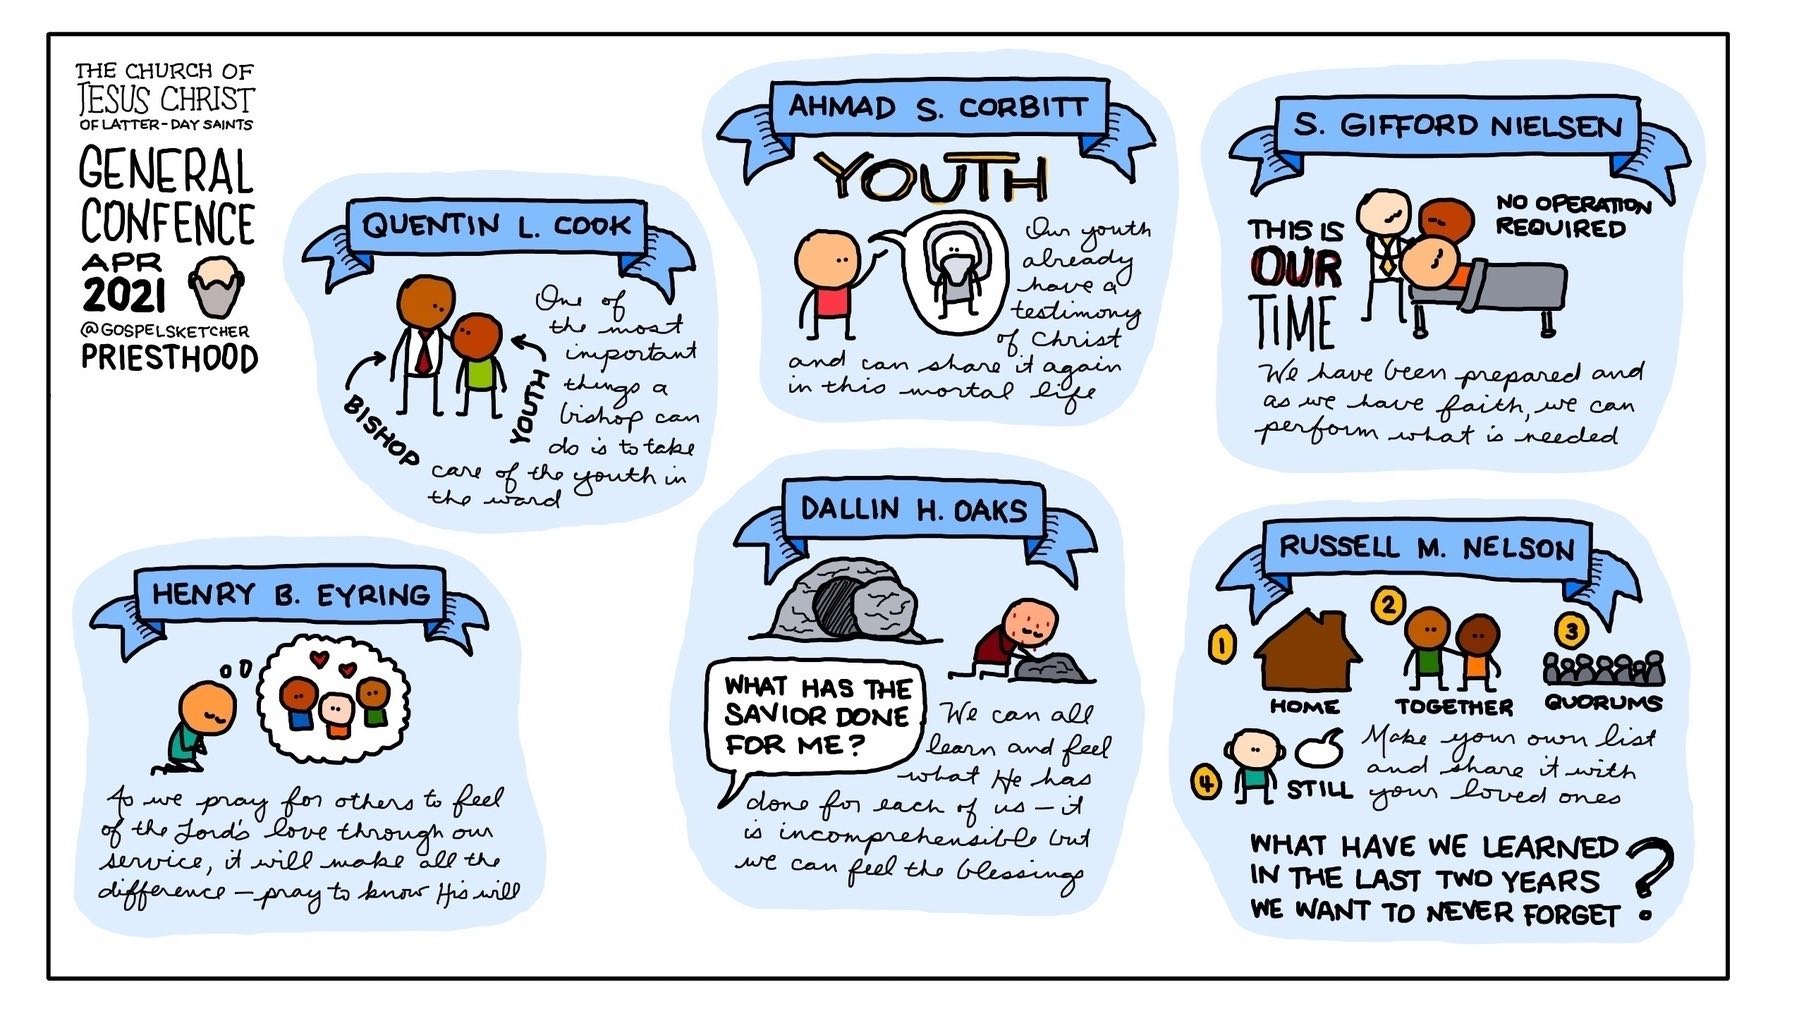 THE CHURCH OF
JESUS CHRIST
OF LATTER-DAY SAINTS
GENERAL
CONFENCE
APR
2021
@GOSPELSKETCHER
PRIESTHOOD
QUENTIN L. COOK
BISHOP
YOUTH
One of
the most
important
things a
bishop can
do is to take
care of the youth in
the ward
AHMAD S. CORBITT
YOUTH
Our youth
already
have a
testimony
of Christ
and can share it again
in this mortal life
S. GIFFORD NIELSEN
THIS IS
OUR
TIME
NO OPERATION
REQUIRED
We have been prepared and
as we have faith, we can
perform what is needed
HENRY B. EYRING
As we pray for others to feel
of the Lord's love through our
service, it will make all the
difference – pray to know His will
DALLIN H. OAKS
WHAT HAS THE
SAVIOR DONE
FOR ME?
We can all
learn and feel
what He has
done for each of us – it
is incomprehensible but
we can feel the blessings
RUSSELL M. NELSON
1
HOME
2
TOGETHER
3
QUORUMS
4
STILL
Make your own list
and share it with
your loved ones
WHAT HAVE WE LEARNED
IN THE LAST TWO YEARS
WE WANT TO NEVER FORGET ?